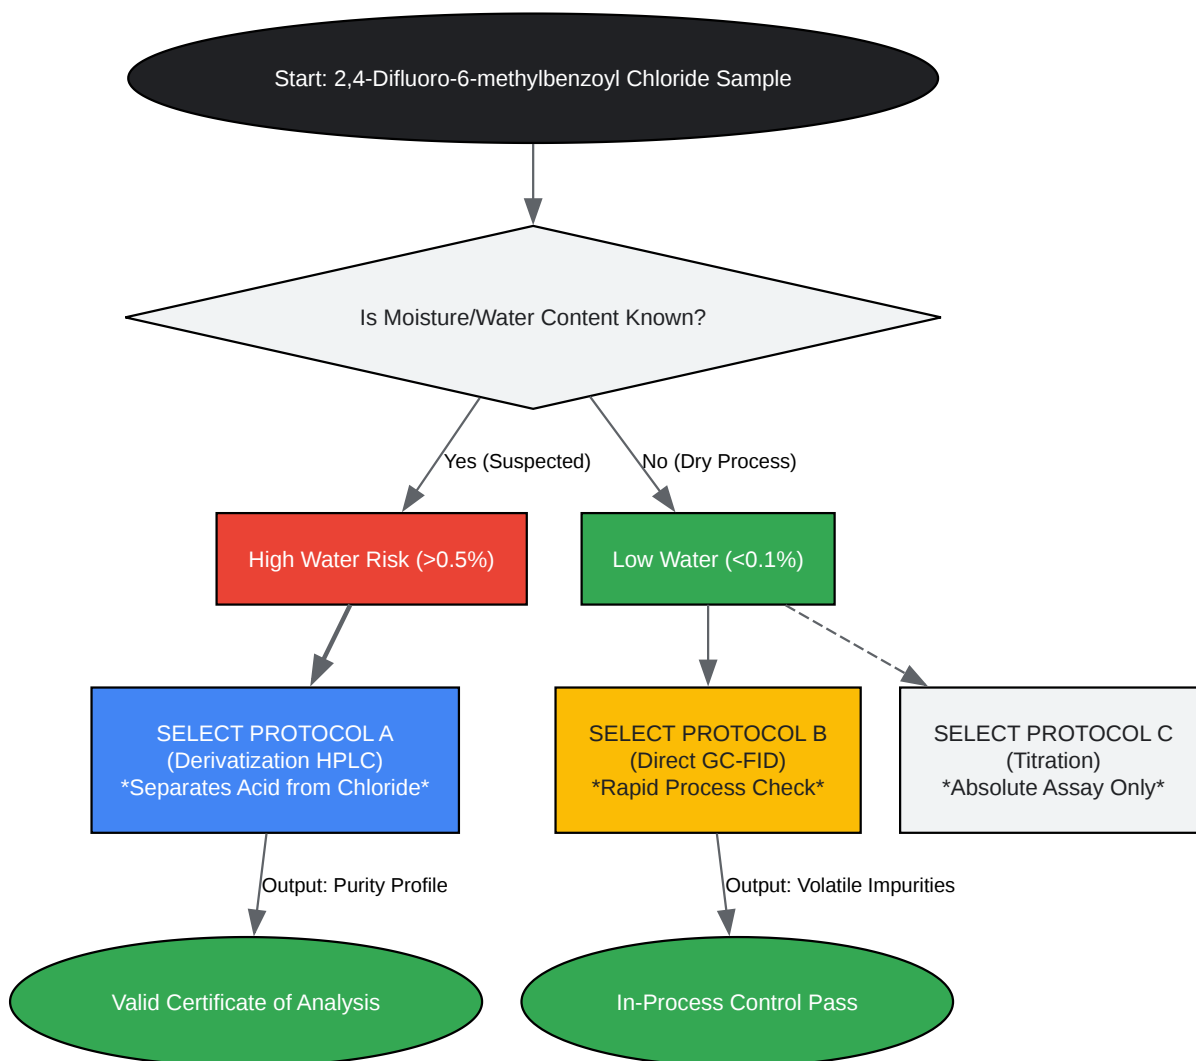 Start: 2,4-Difluoro-6-methylbenzoyl Chloride Sample
Is Moisture/Water Content Known?
Yes (Suspected)
No (Dry Process)
High Water Risk (>0.5%)
Low Water (<0.1%)
SELECT PROTOCOL A
(Derivatization HPLC)
*Separates Acid from Chloride*
SELECT PROTOCOL B
(Direct GC-FID)
*Rapid Process Check*
SELECT PROTOCOL C
(Titration)
*Absolute Assay Only*
Output: Purity Profile
Output: Volatile Impurities
Valid Certificate of Analysis
In-Process Control Pass